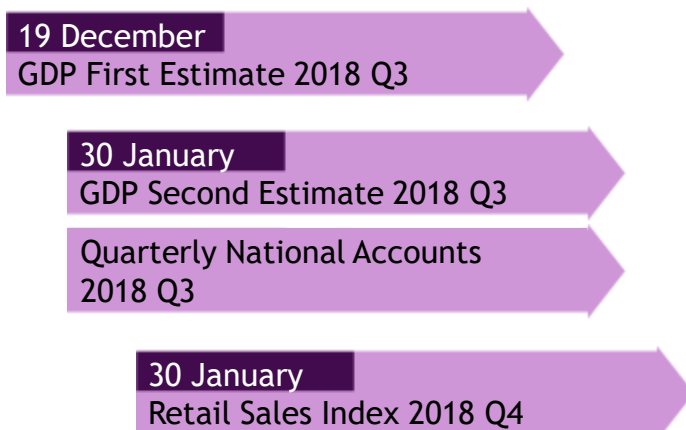 19 December
GDP First Estimate 2018 Q3
30 January
GDP Second Estimate 2018 Q3
Quarterly National Accounts
2018 Q3
30 January
Retail Sales Index 2018 Q4